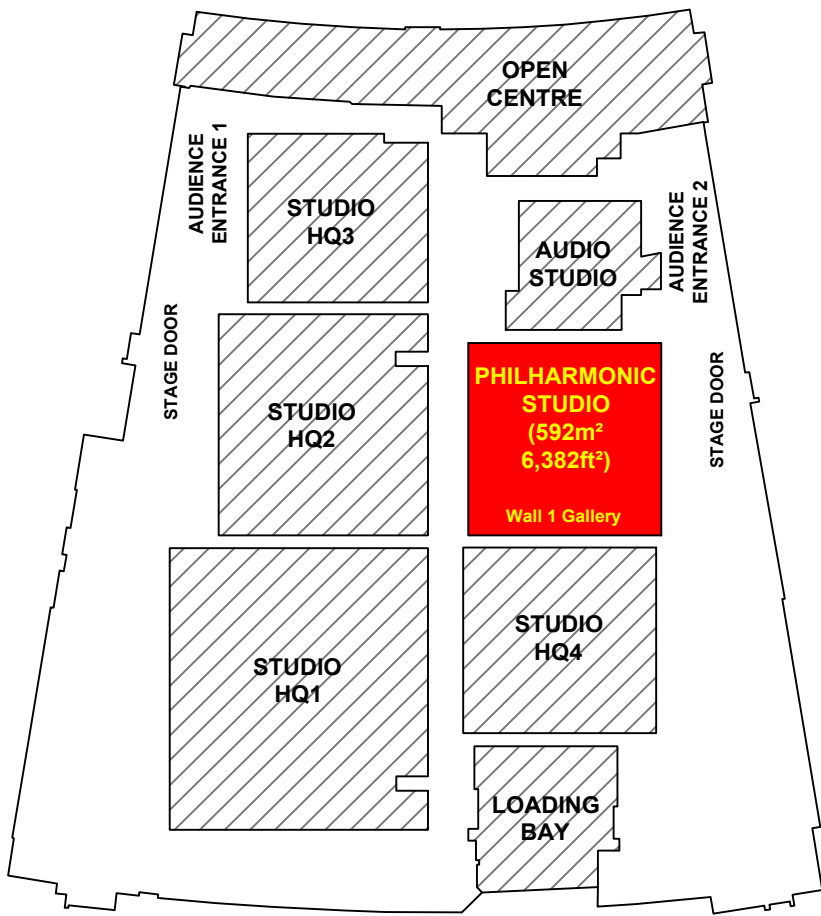 OPEN
CENTRE
AUDIENCE
ENTRANCE 1
STUDIO
HQ3
AUDIO
STUDIO
AUDIENCE
ENTRANCE 2
STAGE DOOR
STUDIO
HQ2
PHILHARMONIC
STUDIO
(592m²
6,382ft²)
Wall 1 Gallery
STAGE DOOR
STUDIO
HQ1
STUDIO
HQ4
LOADING
BAY